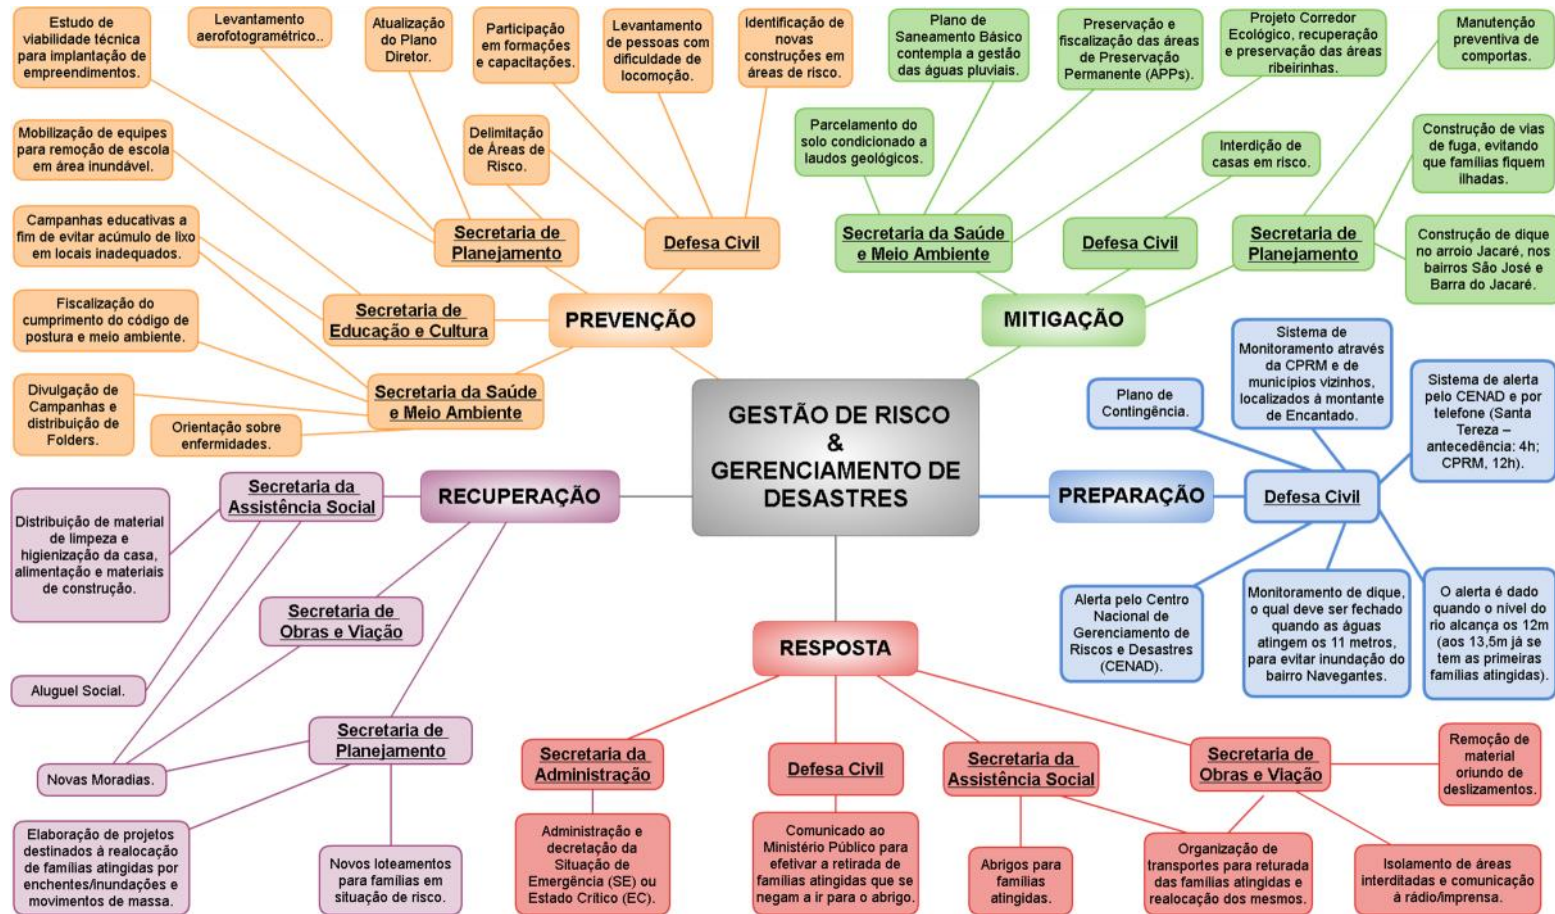 Estudo de
viabilidade técnica
para implantação de
empreendimentos.
Levantamento
aerofotogramétrico..
Atualização
do Plano
Diretor.
Participação
em formações
e capacitações.
Levantamento
de pessoas com
dificuldade de
locomoção.
Identificação de
novas
construções em
áreas de risco.
Mobilização de equipes
para remoção de escola
em área inundável.
Delimitação
de Áreas de
Risco.
Campanhas educativas a
fim de evitar acúmulo de lixo
em locais inadequados.
Secretaria de
Planejamento
Defesa Civil
Fiscalização do
cumprimento do código de
postura e meio ambiente.
Secretaria de
Educação e Cultura
PREVENÇÃO
Divulgação de
Campanhas e
distribuição de
Folders.
Orientação sobre
enfermidades.
Secretaria da Saúde
e Meio Ambiente
Plano de
Saneamento Básico
contempla a gestão
das águas pluviais.
Preservação e
fiscalização das áreas
de Preservação
Permanente (APPs).
Projeto Corredor
Ecológico, recuperação
e preservação das áreas
ribeirinhas.
Manutenção
preventiva de
comportas.
Parcelamento do
solo condicionado a
laudos geológicos.
Interdição de
casas em risco.
Construção de vias
de fuga, evitando
que famílias fiquem
ilhadas.
Secretaria da Saúde
e Meio Ambiente
Defesa Civil
Secretaria de
Planejamento
Construção de dique
no arroio Jacaré, nos
bairros São José e
Barra do Jacaré.
MITIGAÇÃO
GESTÃO DE RISCO
&
GERENCIAMENTO DE
DESASTRES
Plano de
Contingência.
Sistema de
Monitoramento através
da CPRM e de
municípios vizinhos,
localizados à montante
de Encantado.
Sistema de alerta
pelo CENAD e por
telefone (Santa
Tereza –
antecedência: 4h;
CPRM, 12h).
PREPARAÇÃO
Defesa Civil
Alerta pelo Centro
Nacional de
Gerenciamento de
Riscos e Desastres
(CENAD).
Monitoramento de dique,
o qual deve ser fechado
quando as águas
atingem os 11 metros,
para evitar inundação do
bairro Navegantes.
O alerta é dado
quando o nível do
rio alcança os 12m
(aos 13,5m já se
tem as primeiras
famílias atingidas).
Secretaria da
Assistência Social
RECUPERAÇÃO
Distribuição de material
de limpeza e
higienização da casa,
alimentação e materiais
de construção.
Secretaria de
Obras e Viação
Aluguel Social.
Secretaria de
Planejamento
Novas Moradias.
Elaboração de projetos
destinados à realocação
de famílias atingidas por
enchentes/inundações e
movimentos de massa.
Novos loteamentos
para famílias em
situação de risco.
RESPOSTA
Secretaria da
Administração
Defesa Civil
Secretaria da
Assistência Social
Secretaria de
Obras e Viação
Remoção de
material
oriundo de
deslizamentos.
Administração e
decretação da
Situação de
Emergência (SE) ou
Estado Crítico (EC).
Comunicado ao
Ministério Público para
efetivar a retirada de
famílias atingidas que se
negam a ir para o abrigo.
Abrigos para
famílias
atingidas.
Organização de
transportes para returada
das famílias atingidas e
realocação dos mesmos.
Isolamento de áreas
interditadas e comunicação
à rádio/imprensa.